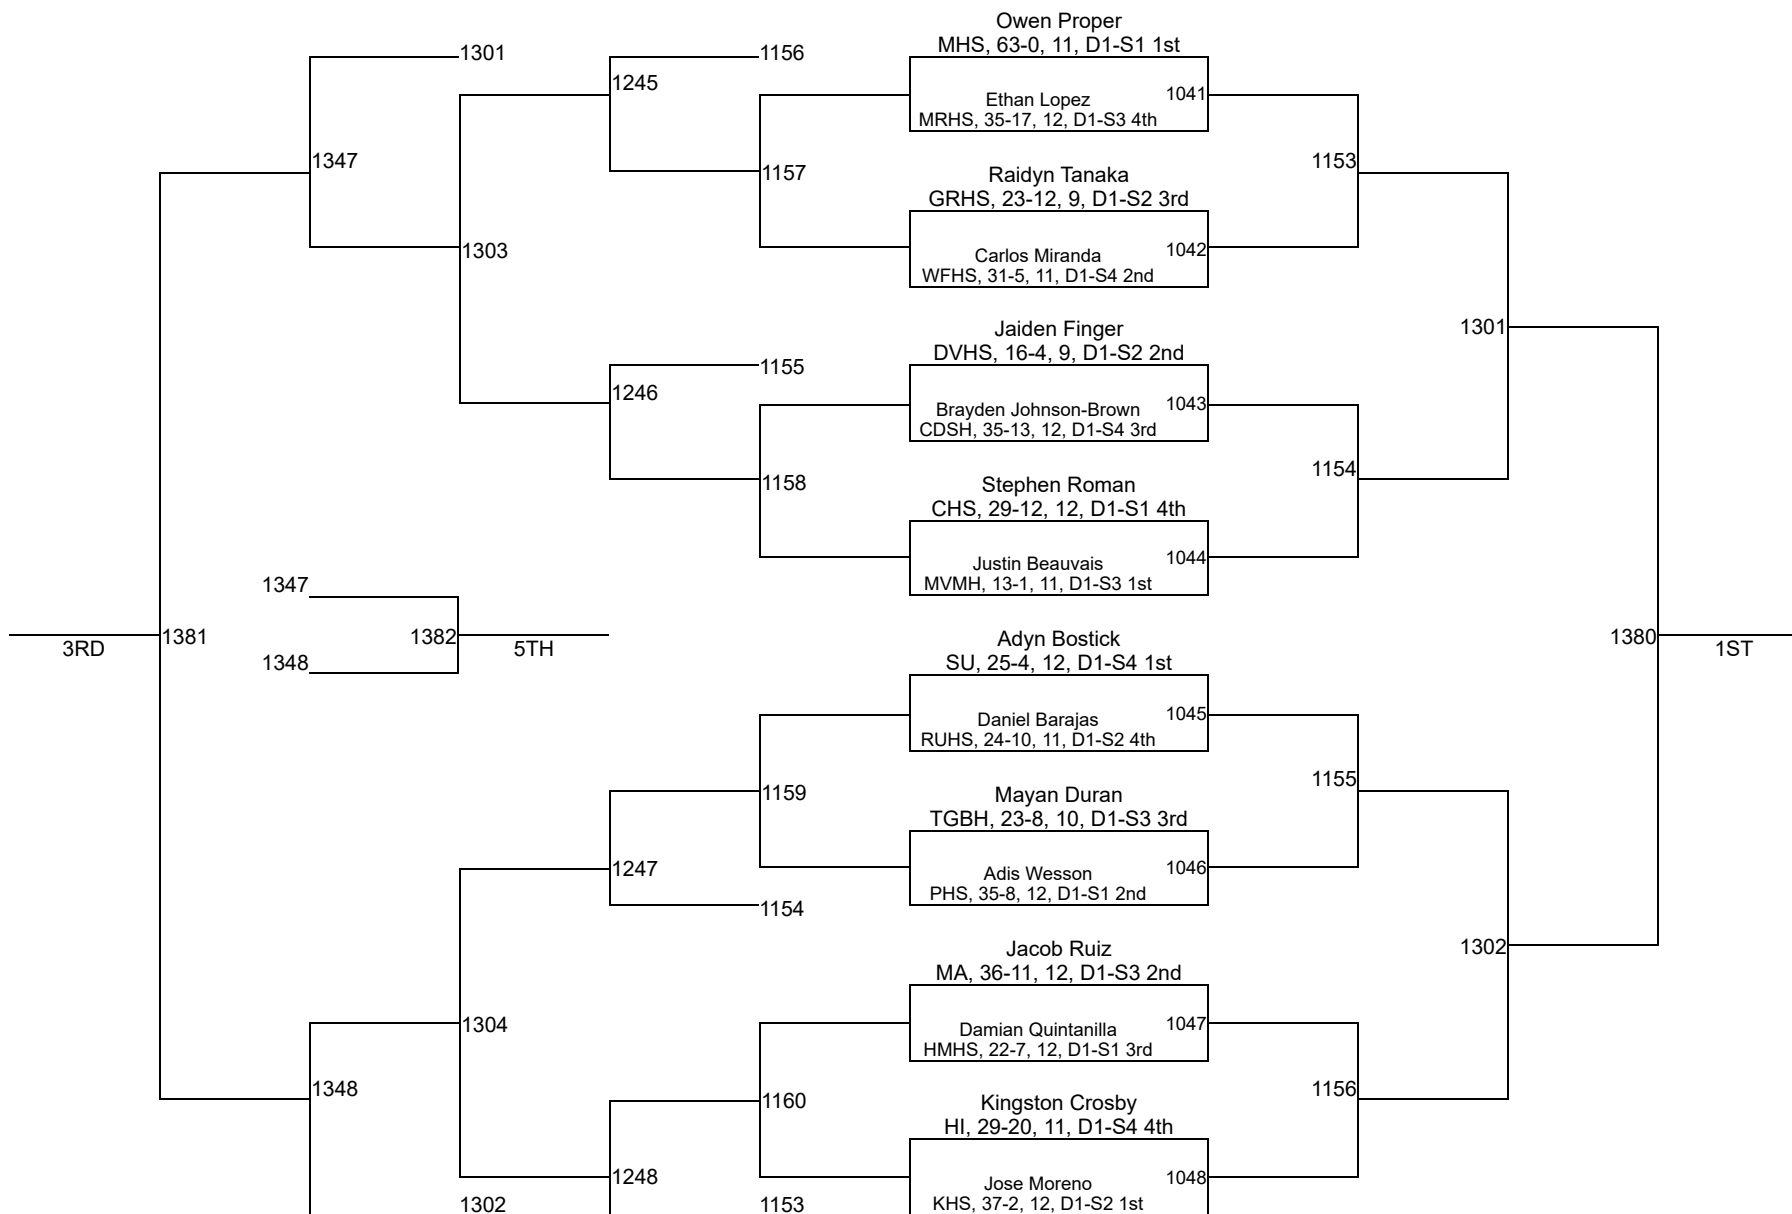 Owen Proper
1301
1156
MHS, 63-0, 11, D1-S1 1st
1245
Ethan Lopez
1041
MRHS, 35-17, 12, D1-S3 4th
1347
1157
1153
Raidyn Tanaka
GRHS, 23-12, 9, D1-S2 3rd
1303
Carlos Miranda
1042
WFHS, 31-5, 11, D1-S4 2nd
Jaiden Finger
1301
DVHS, 16-4, 9, D1-S2 2nd
1155
1246
Brayden Johnson-Brown
1043
CDSH, 35-13, 12, D1-S4 3rd
1154
1158
Stephen Roman
CHS, 29-12, 12, D1-S1 4th
Justin Beauvais
1044
MVMH, 13-1, 11, D1-S3 1st
1347
3RD
1381
1382
5TH
1348
Adyn Bostick
1380
1ST
SU, 25-4, 12, D1-S4 1st
Daniel Barajas
1045
RUHS, 24-10, 11, D1-S2 4th
1155
1159
Mayan Duran
TGBH, 23-8, 10, D1-S3 3rd
1247
Adis Wesson
1046
PHS, 35-8, 12, D1-S1 2nd
1154
Jacob Ruiz
1302
MA, 36-11, 12, D1-S3 2nd
1304
Damian Quintanilla
1047
HMHS, 22-7, 12, D1-S1 3rd
1348
1160
1156
Kingston Crosby
HI, 29-20, 11, D1-S4 4th
1248
Jose Moreno
1048
1302
1153
KHS, 37-2, 12, D1-S2 1st